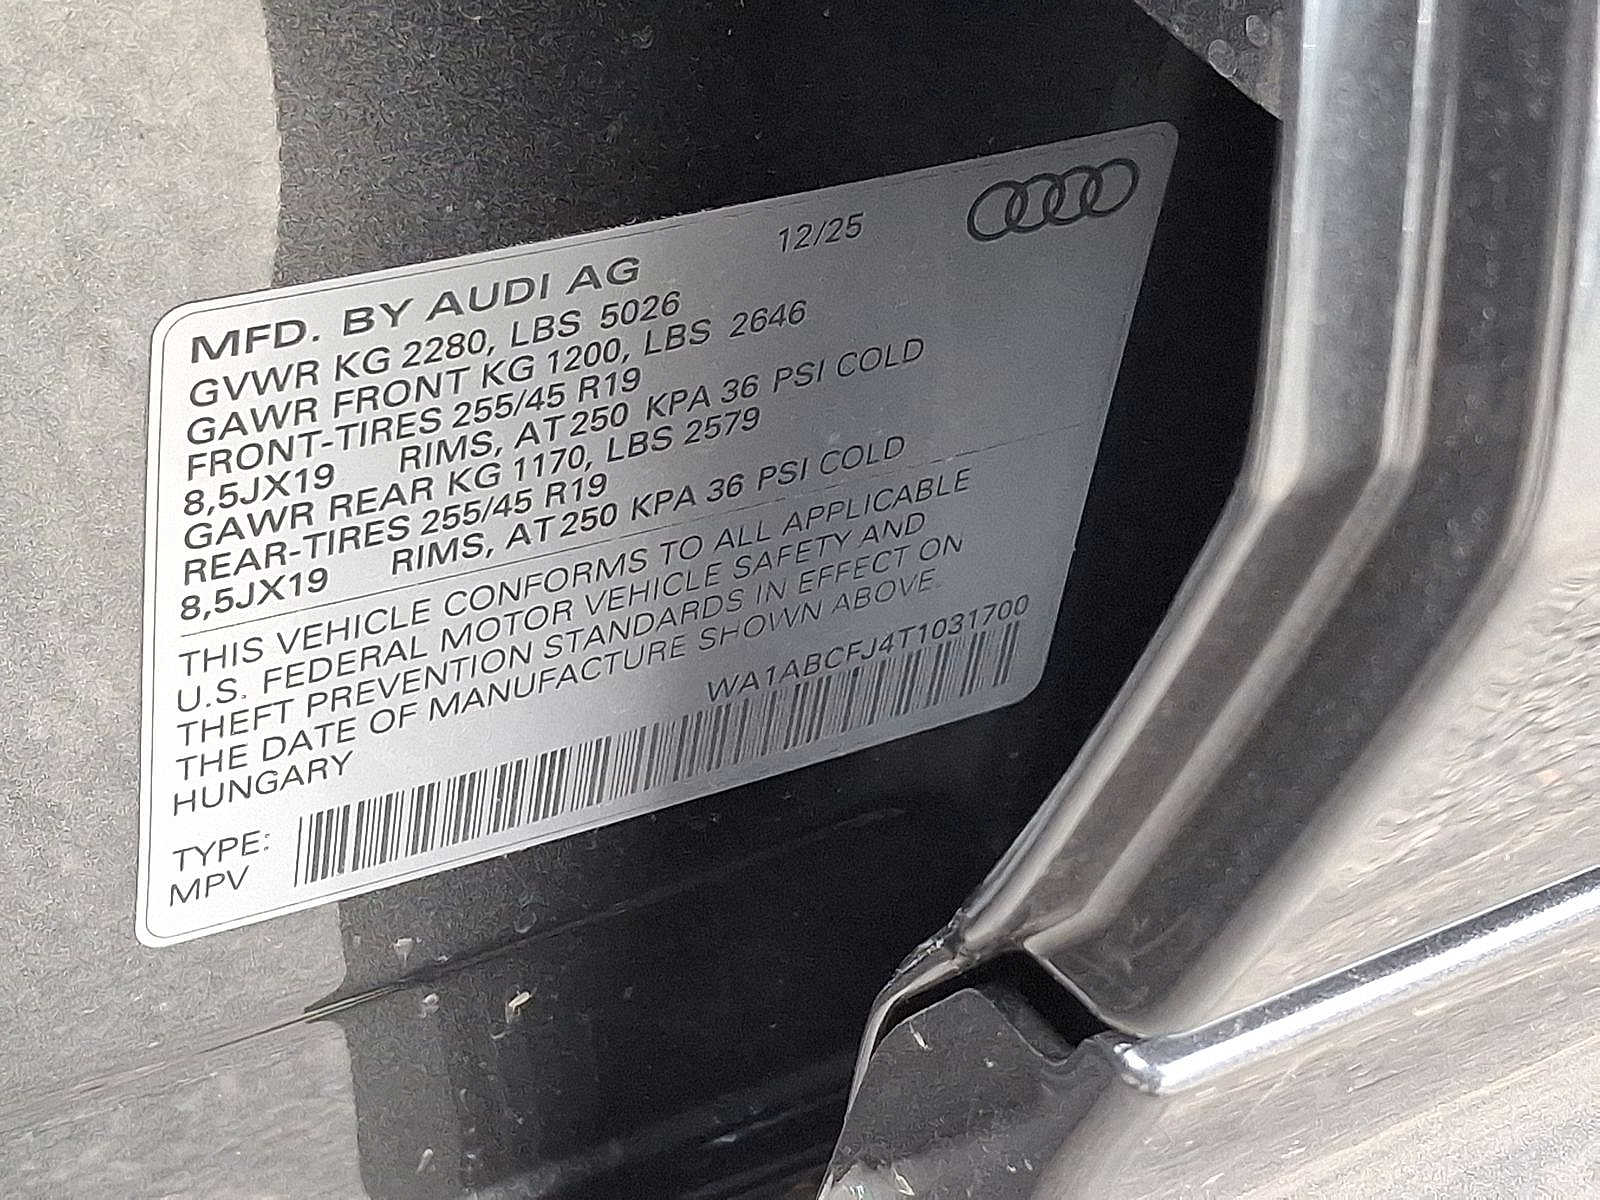 12/25
MFD. BY AUDI AG
GVWR KG 2280, LBS 5026
GAWR FRONT KG 1200, LBS 2646
FRONT-TIRES 255/45 R19
8,5JX19 RIMS, AT 250 KPA 36 PSI COLD
GAWR REAR KG 1170, LBS 2579
REAR-TIRES 255/45 R19
8,5JX19 RIMS, AT 250 KPA 36 PSI COLD
THIS VEHICLE CONFORMS TO ALL APPLICABLE
U.S. FEDERAL MOTOR VEHICLE SAFETY AND
THEFT PREVENTION STANDARDS IN EFFECT ON
THE DATE OF MANUFACTURE SHOWN ABOVE.
HUNGARY
WA1ABCFJ4T1031700
TYPE:
MPV